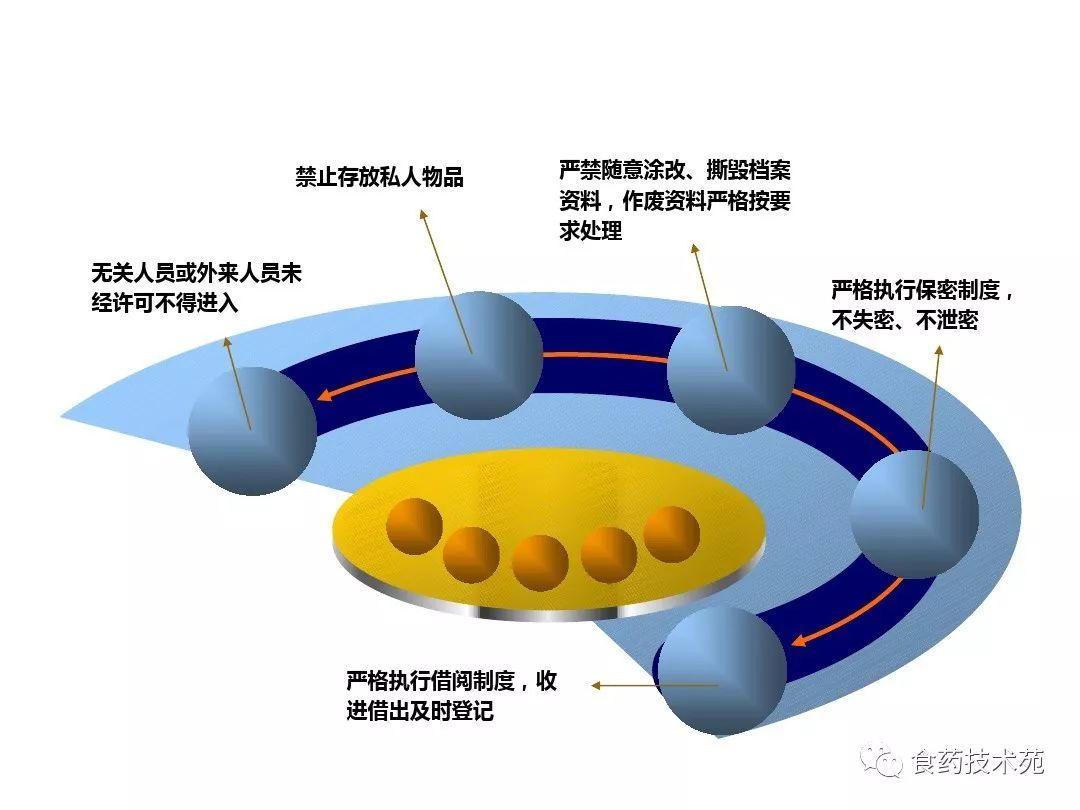 禁止存放私人物品
严禁随意涂改、撕毁档案
资料，作废资料严格按要
求处理
无关人员或外来人员未
经许可不得进入
严格执行保密制度，
不失密、不泄密
严格执行借阅制度，收
进借出及时登记
食药技术苑